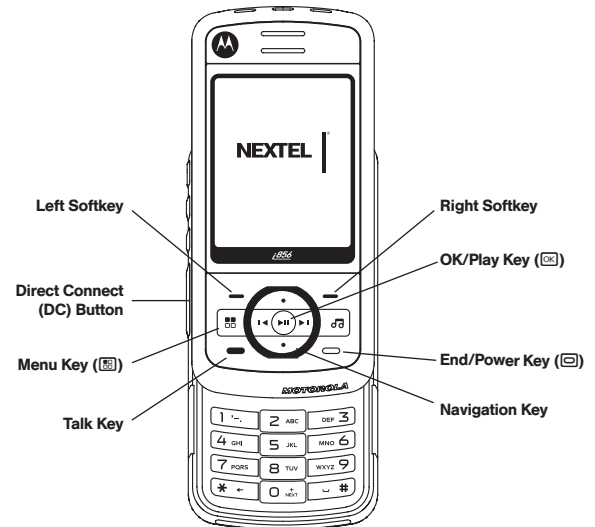 NEXTEL
i856
Left Softkey
Right Softkey
OK/Play Key (OK)
Direct Connect
(DC) Button
Menu Key ()
End/Power Key ()
Talk Key
Navigation Key
MOTOROLA
1 '-.
2 ABC
DEF 3
4 GHI
5 JKL
MNO 6
7 PQRS
8 TUV
WXYZ 9
* ←
0 + NEXT
⎵ #